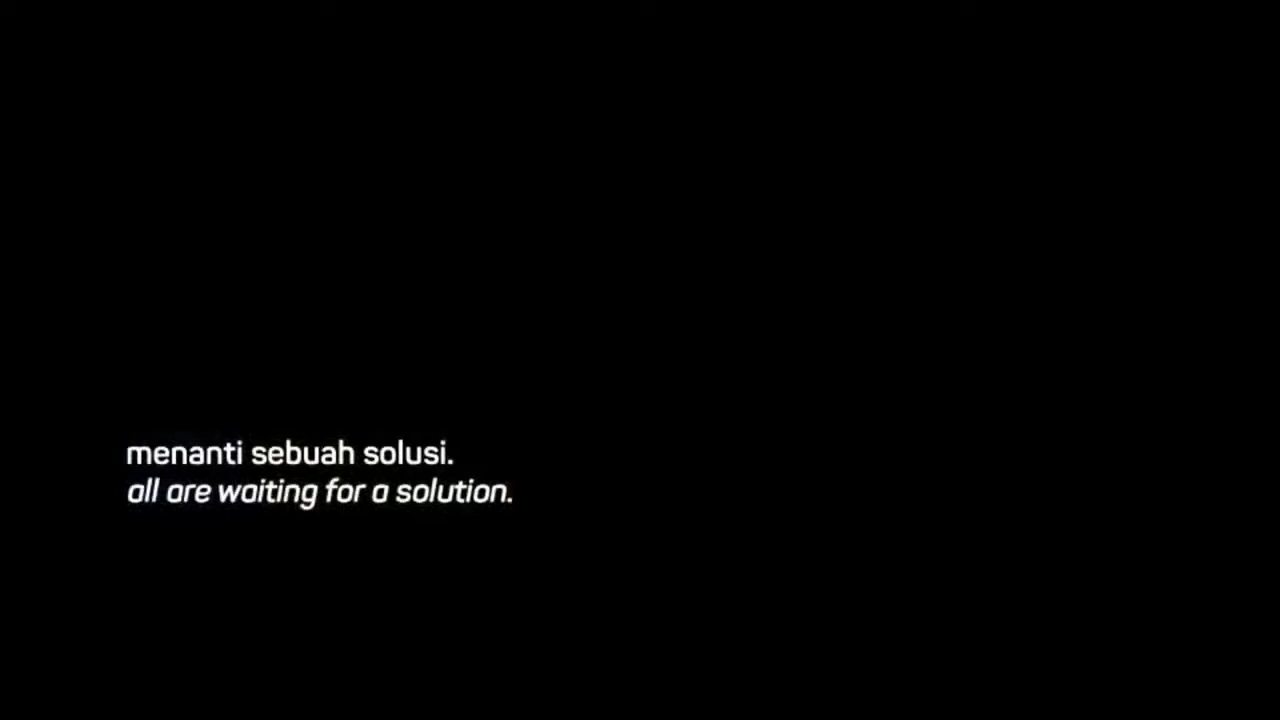 menanti sebuah solusi.
all are waiting for a solution.